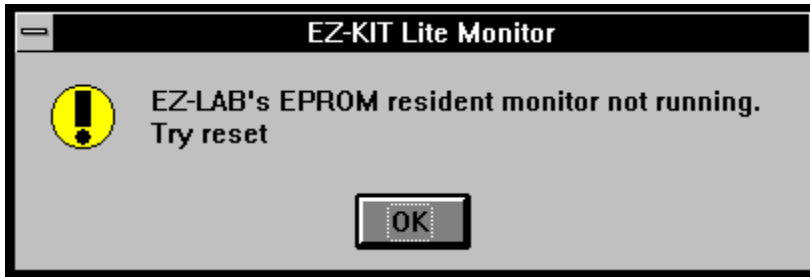 EZ-KIT Lite Monitor
EZ-LAB's EPROM resident monitor not running.
Try reset
OK